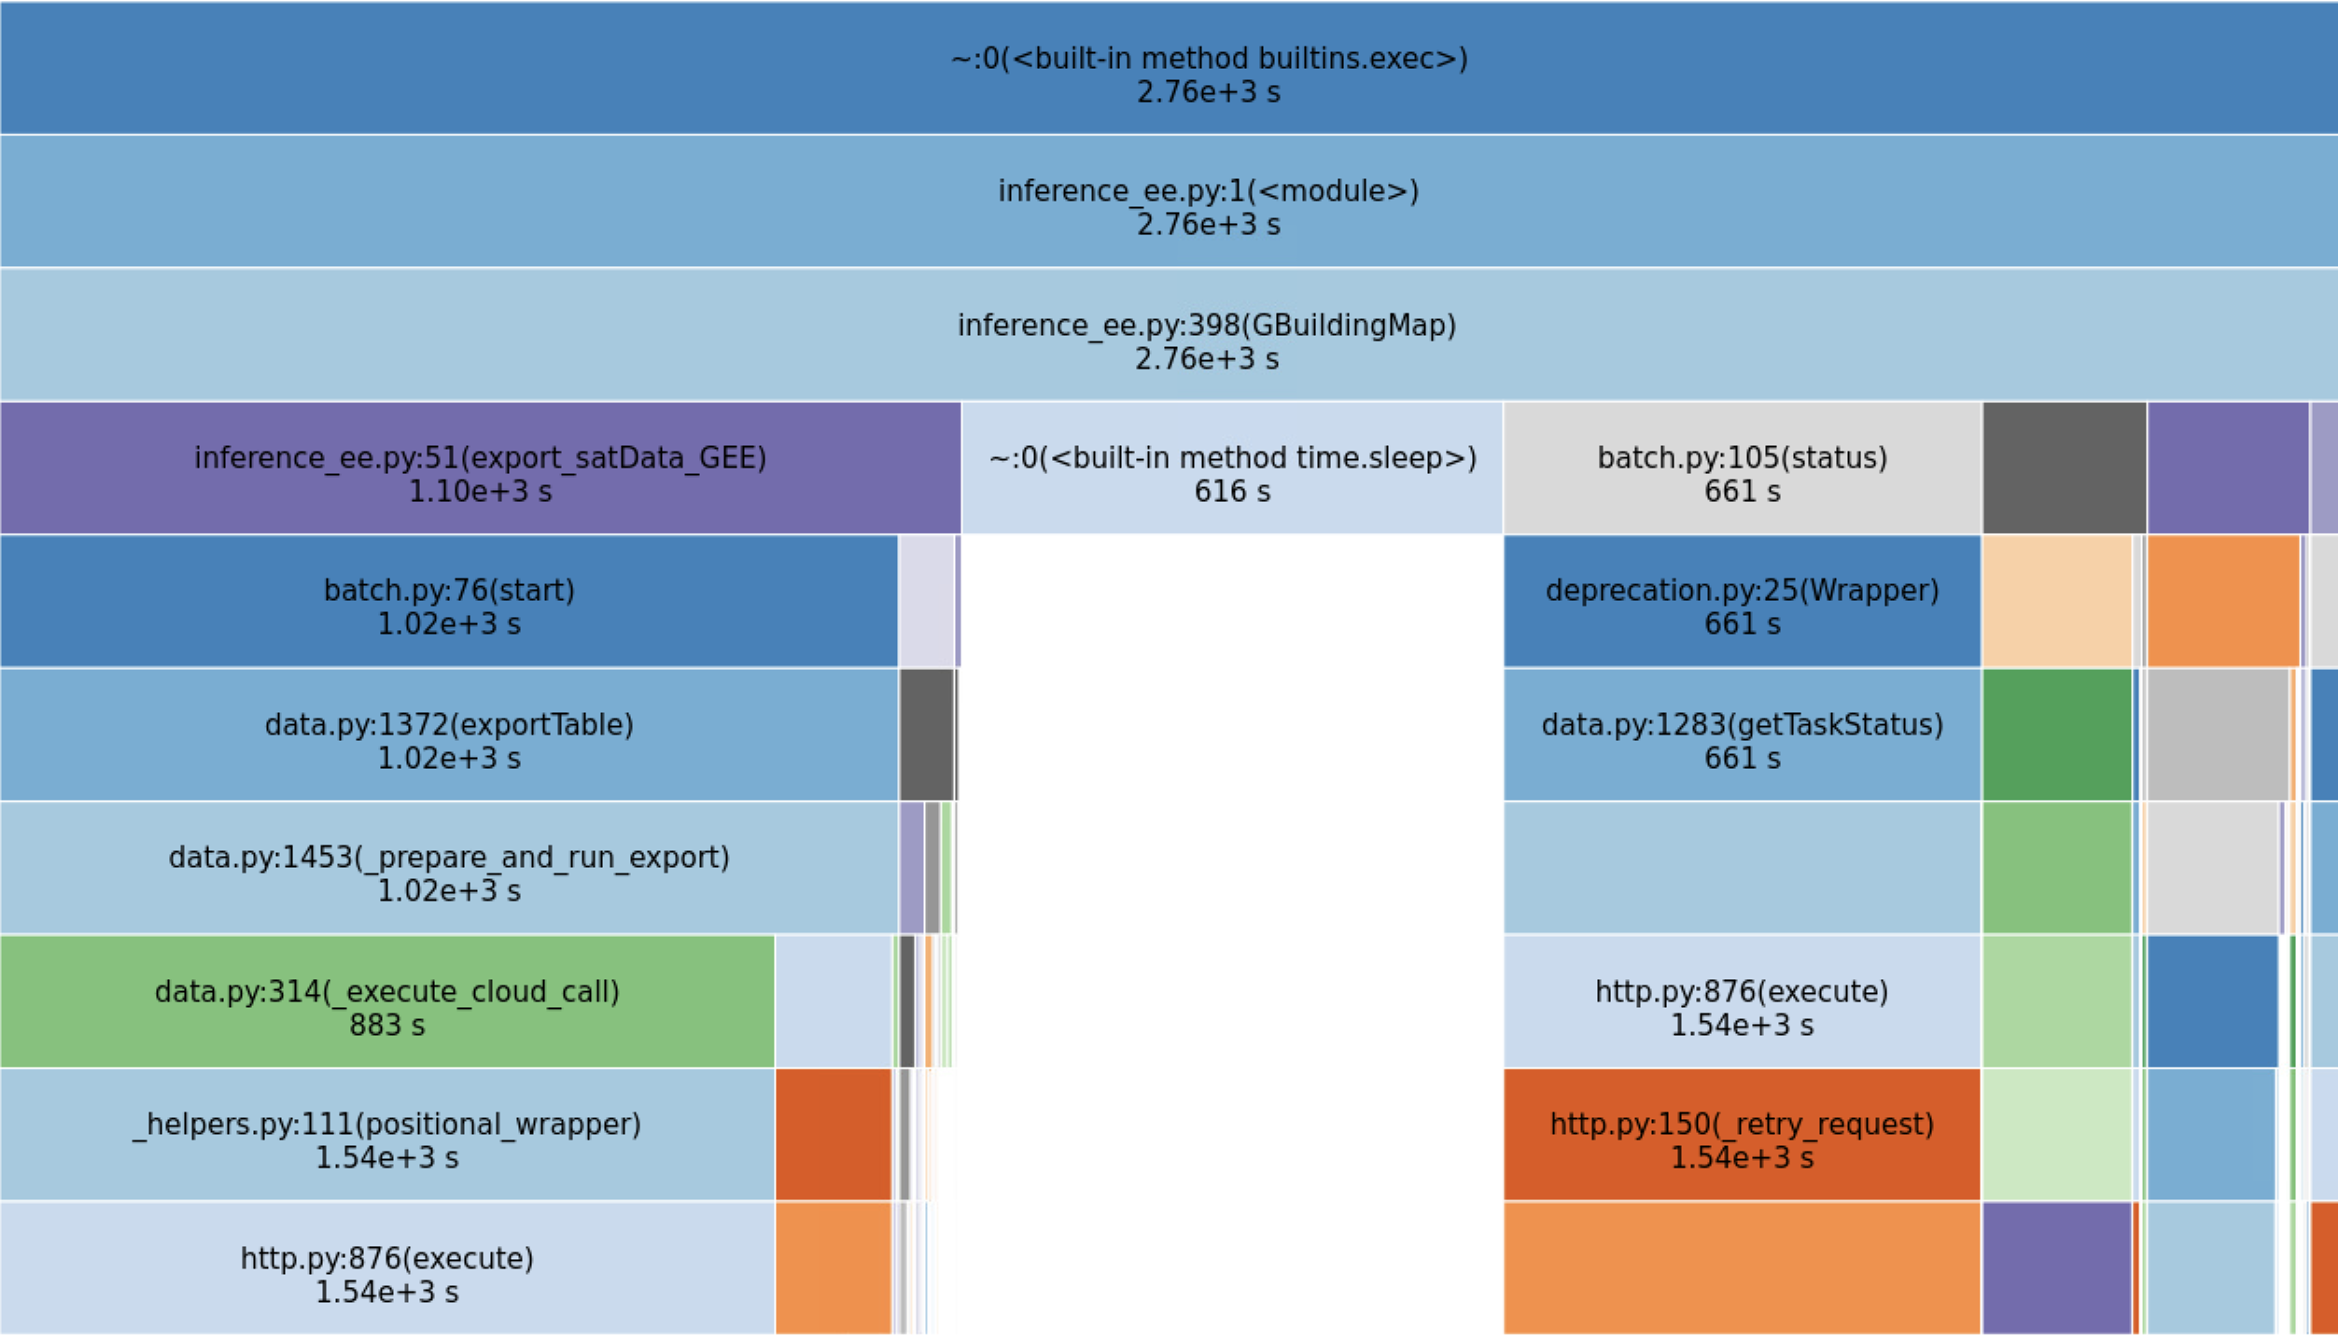 ~:0(<built-in method builtins.exec>)
2.76e+3 s
inference_ee.py:1(<module>)
2.76e+3 s
inference_ee.py:398(GBuildingMap)
2.76e+3 s
inference_ee.py:51(export_satData_GEE)
1.10e+3 s
~:0(<built-in method time.sleep>)
616 s
batch.py:105(status)
661 s
batch.py:76(start)
1.02e+3 s
deprecation.py:25(Wrapper)
661 s
data.py:1372(exportTable)
1.02e+3 s
data.py:1283(getTaskStatus)
661 s
data.py:1453(_prepare_and_run_export)
1.02e+3 s
data.py:314(_execute_cloud_call)
883 s
http.py:876(execute)
1.54e+3 s
_helpers.py:111(positional_wrapper)
1.54e+3 s
http.py:150(_retry_request)
1.54e+3 s
http.py:876(execute)
1.54e+3 s